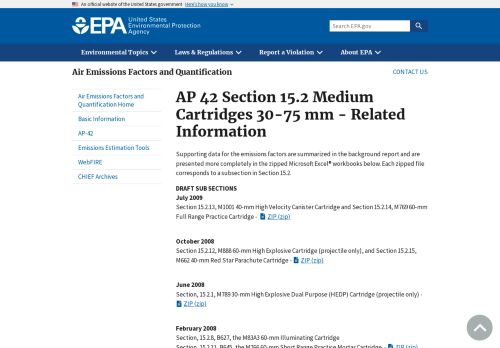 An official website of the United States government Here's how you know
EPA United States
Environmental Protection
Agency
Search EPA.gov
Environmental Topics
Laws & Regulations
Report a Violation
About EPA
Air Emissions Factors and Quantification
CONTACT US
Air Emissions Factors and
Quantification Home
Basic Information
AP-42
Emissions Estimation Tools
WebFIRE
CHIEF Archives
AP 42 Section 15.2 Medium
Cartridges 30-75 mm - Related
Information
Supporting data for the emissions factors are summarized in the background report and are
presented more completely in the zipped Microsoft Excel® workbooks below. Each zipped file
corresponds to a subsection in Section 15.2.
DRAFT SUB SECTIONS
July 2009
Section 15.2.13, M1001 40-mm High Velocity Canister Cartridge and Section 15.2.14, M769 60-mm
Full Range Practice Cartridge - ZIP (zip)
October 2008
Section 15.2.12, M888 60-mm High Explosive Cartridge (projectile only), and Section 15.2.15,
M662 40-mm Red Star Parachute Cartridge - ZIP (zip)
June 2008
Section, 15.2.1, M789 30-mm High Explosive Dual Purpose (HEDP) Cartridge (projectile only) -
ZIP (zip)
February 2008
Section, 15.2.8, B627, the M83A3 60-mm Illuminating Cartridge
Section, 15.2.11, B645, the M766 60-mm Short Range Practice Mortar Cartridge - ZIP (zip)